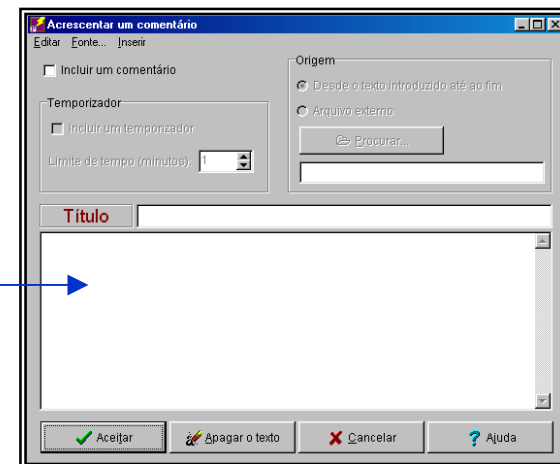 Acrescentar um comentário
Editar Fonte... Inserir
Incluir um comentário
Temporizador
Incluir um temporizador
Limite de tempo (minutos): 1
Origem
Desde o texto introduzido até ao fim
Arquivo externo
Procurar...
Título
Aceitar Apagar o texto Cancelar Ajuda